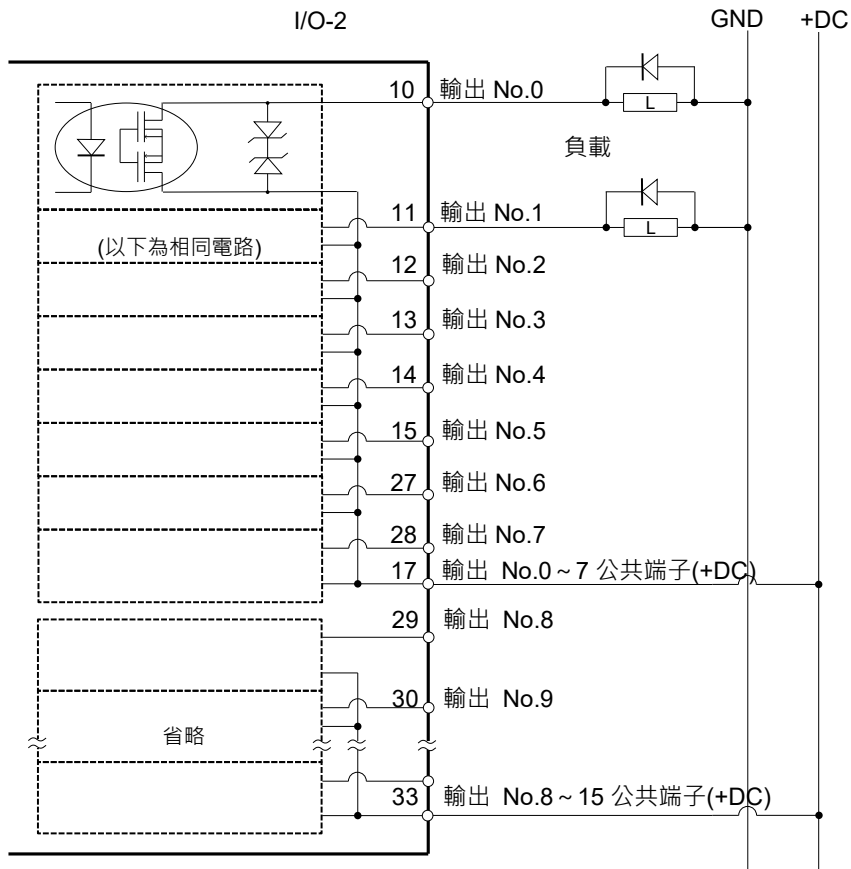 I/O-2
GND +DC
10 輸出 No.0
L
負載
11 輸出 No.1
L
(以下為相同電路)
12 輸出 No.2
13 輸出 No.3
14 輸出 No.4
15 輸出 No.5
27 輸出 No.6
28 輸出 No.7
17 輸出 No.0~7 公共端子(+DC)
29 輸出 No.8
30 輸出 No.9
省略
33 輸出 No.8~15 公共端子(+DC)